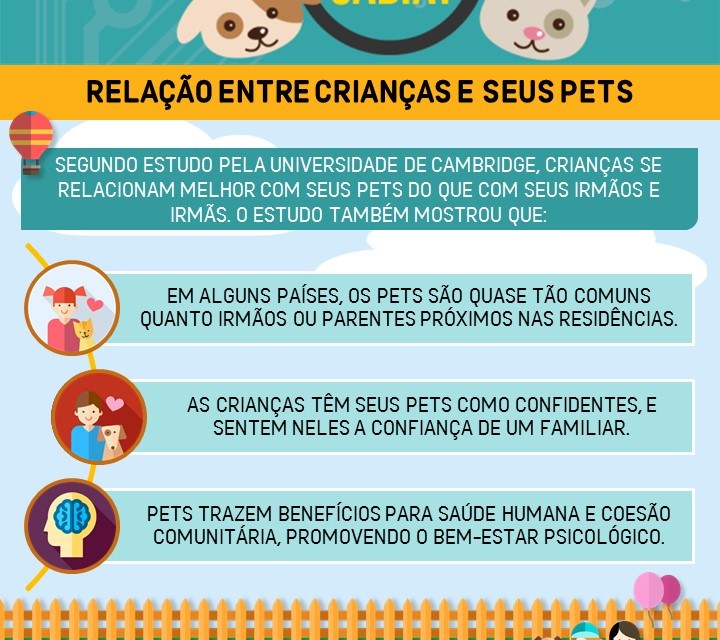 RELAÇÃO ENTRE CRIANÇAS E SEUS PETS
SEGUNDO ESTUDO PELA UNIVERSIDADE DE CAMBRIDGE, CRIANÇAS SE
RELACIONAM MELHOR COM SEUS PETS DO QUE COM SEUS IRMÃOS E
IRMÃS. O ESTUDO TAMBÉM MOSTROU QUE:
EM ALGUNS PAÍSES, OS PETS SÃO QUASE TÃO COMUNS
QUANTO IRMÃOS OU PARENTES PRÓXIMOS NAS RESIDÊNCIAS.
AS CRIANÇAS TÊM SEUS PETS COMO CONFIDENTES, E
SENTEM NELES A CONFIANÇA DE UM FAMILIAR.
PETS TRAZEM BENEFÍCIOS PARA SAÚDE HUMANA E COESÃO
COMUNITÁRIA, PROMOVENDO O BEM-ESTAR PSICOLÓGICO.